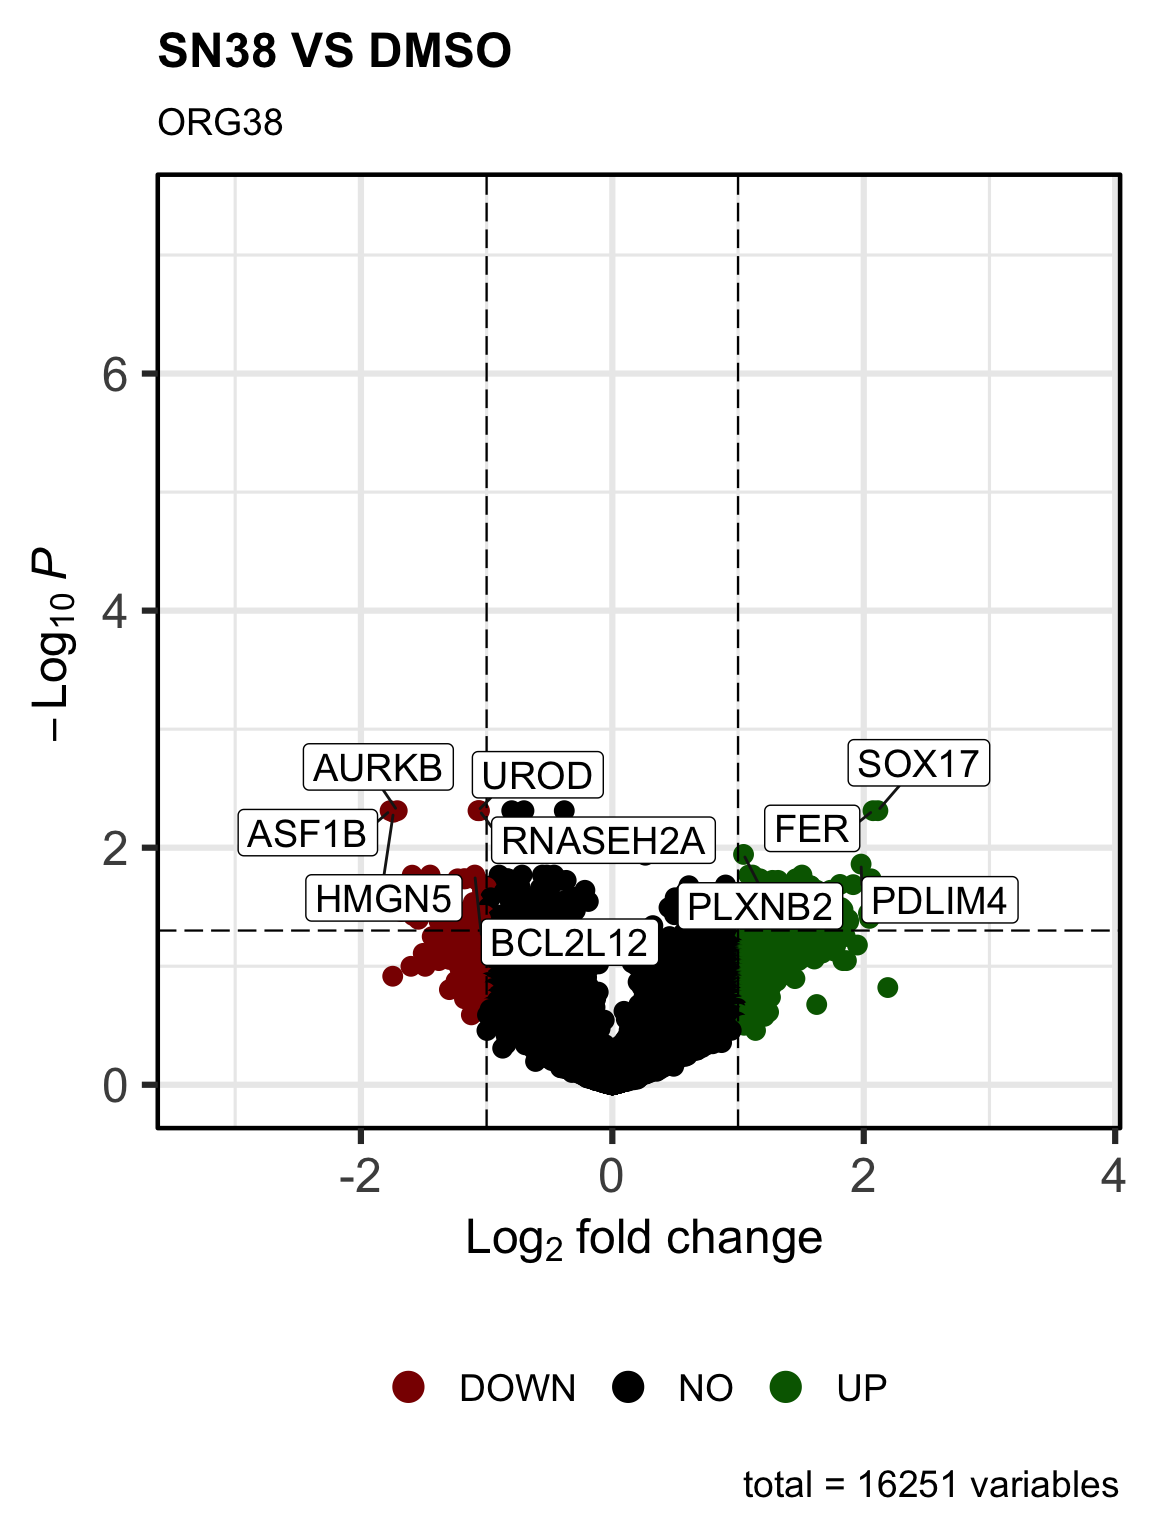 SN38 VS DMSO
ORG38
−Log10 P
6
4
2
0
AURKB
UROD
SOX17
ASF1B
RNASEH2A
FER
HMGN5
PLXNB2
PDLIM4
BCL2L12
-2 0 2 4
Log2 fold change
DOWN NO UP
total = 16251 variables